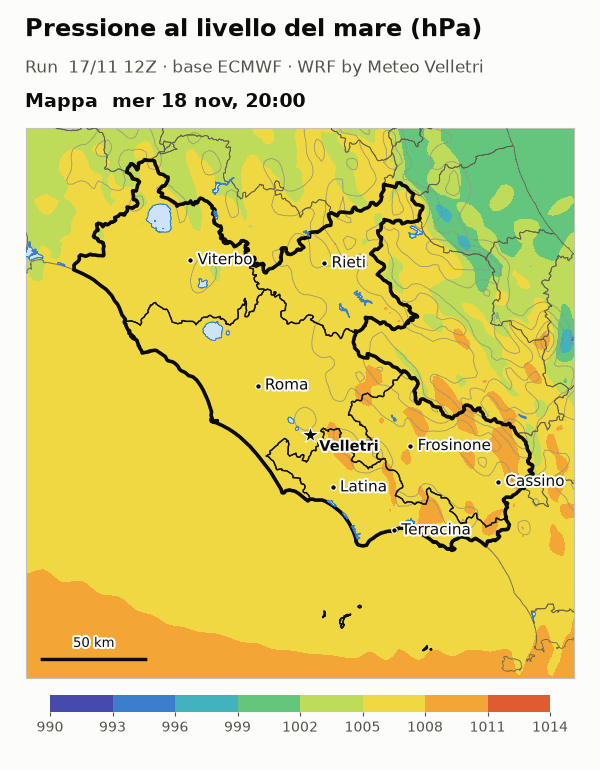 Pressione al livello del mare (hPa)
Run  17/11 12Z · base ECMWF · WRF by Meteo Velletri
Mappa  mer 18 nov, 20:00
Viterbo
Rieti
Roma
Velletri
Frosinone
Latina
Cassino
Terracina
50 km
990 993 996 999 1002 1005 1008 1011 1014